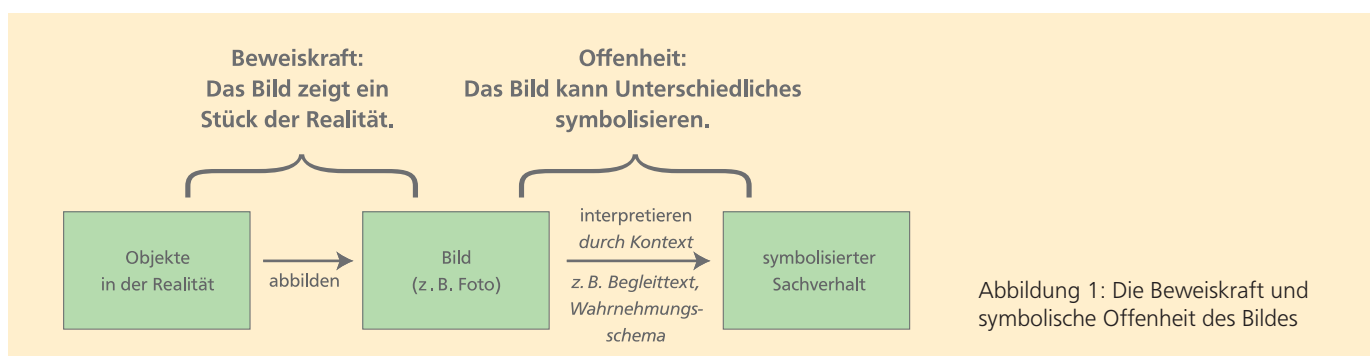 Beweiskraft:
Das Bild zeigt ein
Stück der Realität.
Offenheit:
Das Bild kann Unterschiedliches
symbolisieren.
Objekte
in der Realität
abbilden
Bild
(z. B. Foto)
interpretieren
durch Kontext
z. B. Begleittext,
Wahrnehmungs-
schema
symbolisierter
Sachverhalt
Abbildung 1: Die Beweiskraft und
symbolische Offenheit des Bildes